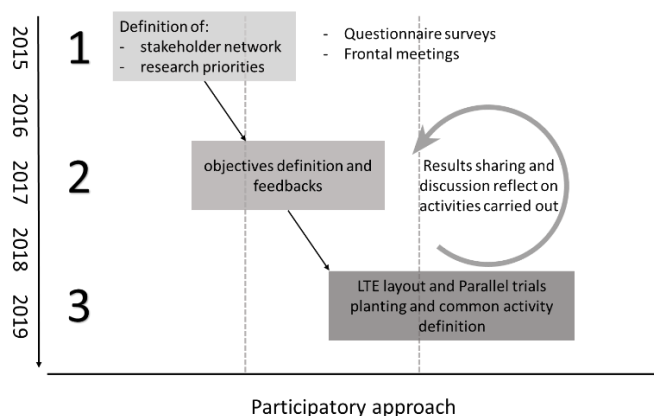 2015
2016
2017
2018
2019
1
Definition of:
- stakeholder network
- research priorities
- Questionnaire surveys
- Frontal meetings
2
objectives definition and
feedbacks
Results sharing and
discussion reflect on
activities carried out
3
LTE layout and Parallel trials
planting and common activity
definition
Participatory approach